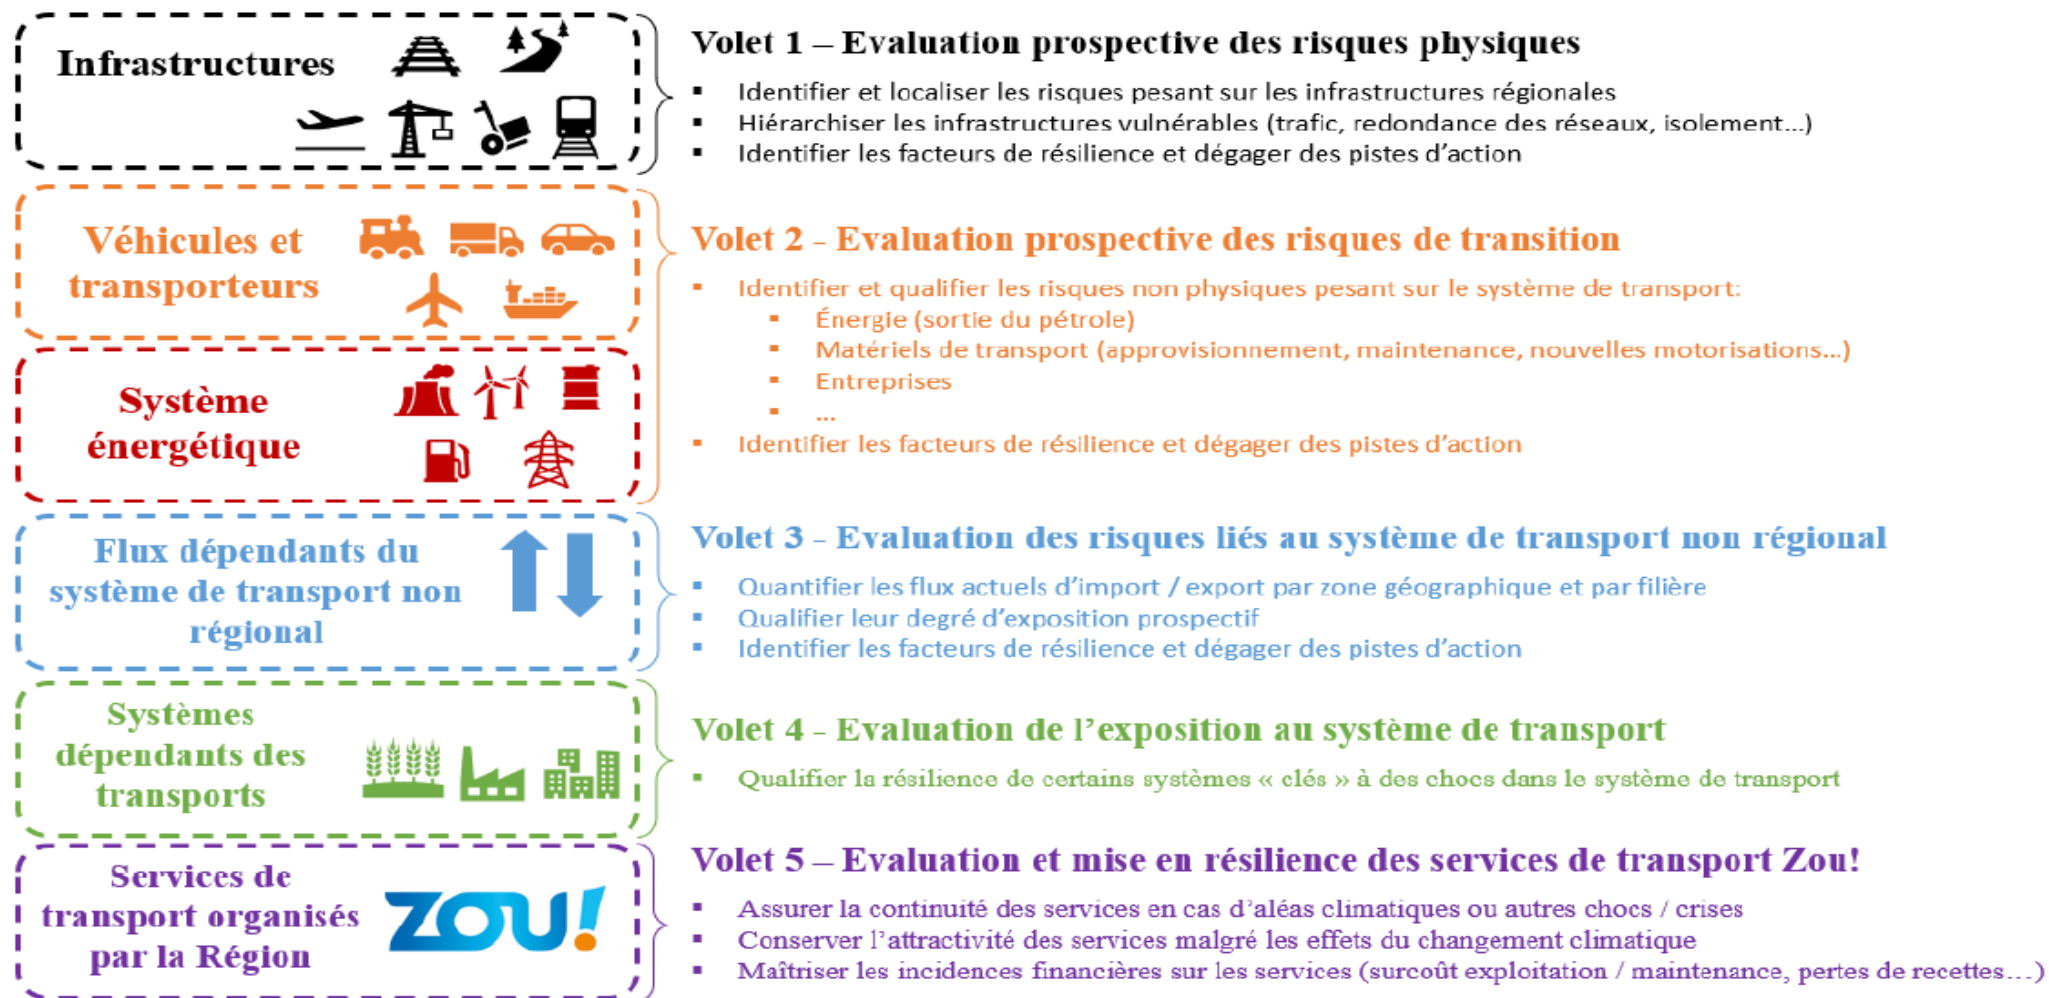 Infrastructures
Volet 1 – Evaluation prospective des risques physiques
▪ Identifier et localiser les risques pesant sur les infrastructures régionales
▪ Hiérarchiser les infrastructures vulnérables (trafic, redondance des réseaux, isolement...)
▪ Identifier les facteurs de résilience et dégager des pistes d’action
Véhicules et
transporteurs
Système
énergétique
Volet 2 - Evaluation prospective des risques de transition
▪ Identifier et qualifier les risques non physiques pesant sur le système de transport:
▪ Énergie (sortie du pétrole)
▪ Matériels de transport (approvisionnement, maintenance, nouvelles motorisations...)
▪ Entreprises
▪ ...
▪ Identifier les facteurs de résilience et dégager des pistes d’action
Flux dépendants du
système de transport non
régional
Volet 3 - Evaluation des risques liés au système de transport non régional
▪ Quantifier les flux actuels d’import / export par zone géographique et par filière
▪ Qualifier leur degré d’exposition prospectif
▪ Identifier les facteurs de résilience et dégager des pistes d’action
Systèmes
dépendants des
transports
Volet 4 - Evaluation de l’exposition au système de transport
▪ Qualifier la résilience de certains systèmes « clés » à des chocs dans le système de transport
Services de
transport organisés
par la Région
ZOU!
Volet 5 – Evaluation et mise en résilience des services de transport Zou!
▪ Assurer la continuité des services en cas d’aléas climatiques ou autres chocs / crises
▪ Conserver l’attractivité des services malgré les effets du changement climatique
▪ Maîtriser les incidences financières sur les services (surcoût exploitation / maintenance, pertes de recettes…)